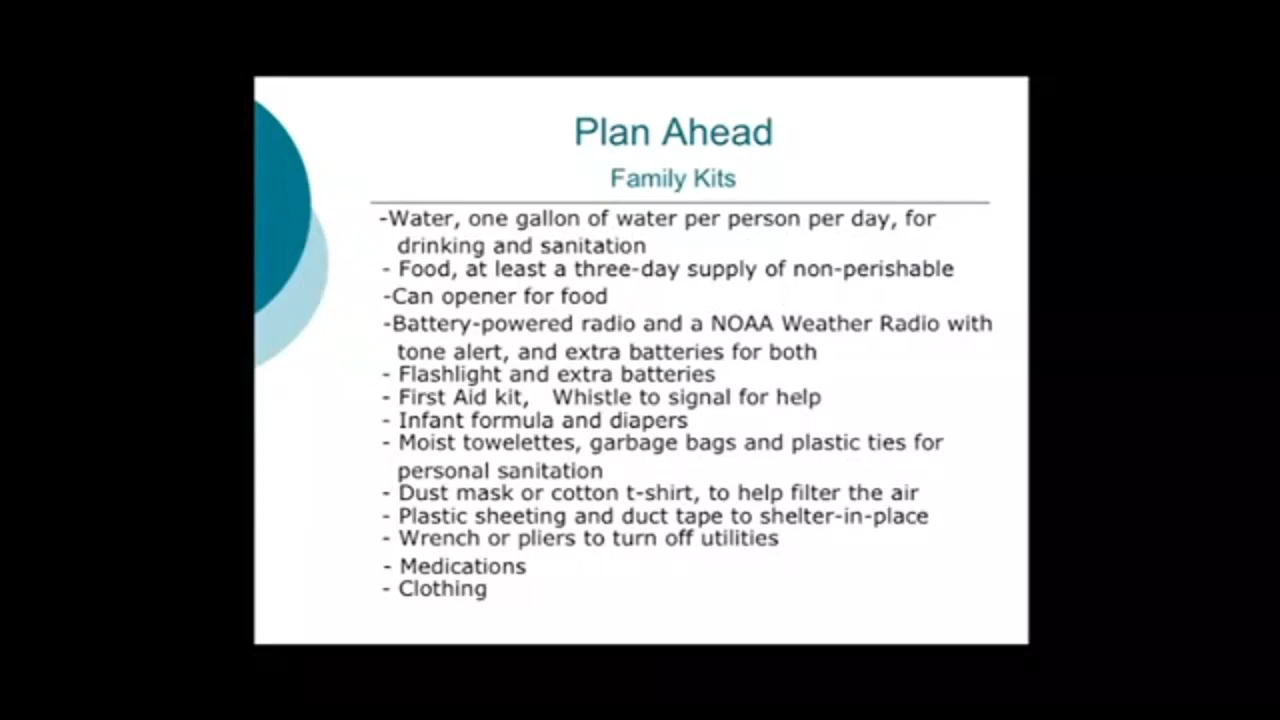 Plan Ahead
Family Kits
-Water, one gallon of water per person per day, for
drinking and sanitation
- Food, at least a three-day supply of non-perishable
-Can opener for food
-Battery-powered radio and a NOAA Weather Radio with
tone alert, and extra batteries for both
- Flashlight and extra batteries
- First Aid kit, Whistle to signal for help
- Infant formula and diapers
- Moist towelettes, garbage bags and plastic ties for
personal sanitation
- Dust mask or cotton t-shirt, to help filter the air
- Plastic sheeting and duct tape to shelter-in-place
- Wrench or pliers to turn off utilities
- Medications
- Clothing